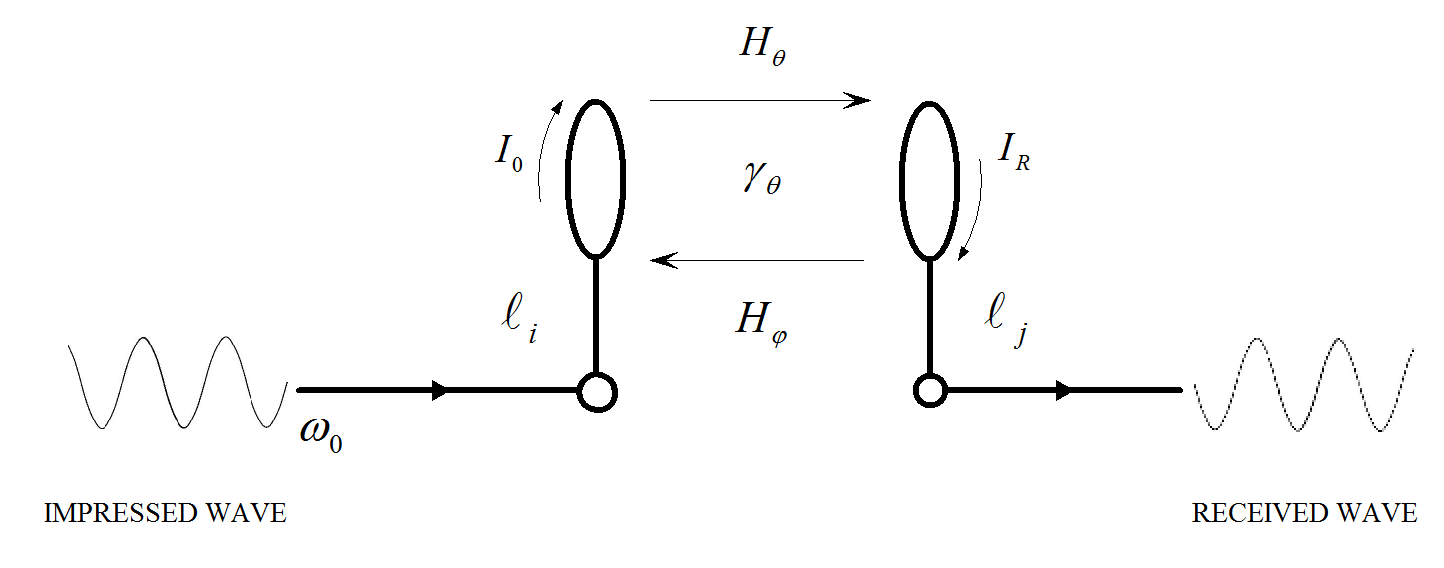 H_θ
I_0
I_R
γ_θ
ℓ_i
H_φ
ℓ_j
ω_0
IMPRESSED WAVE
RECEIVED WAVE